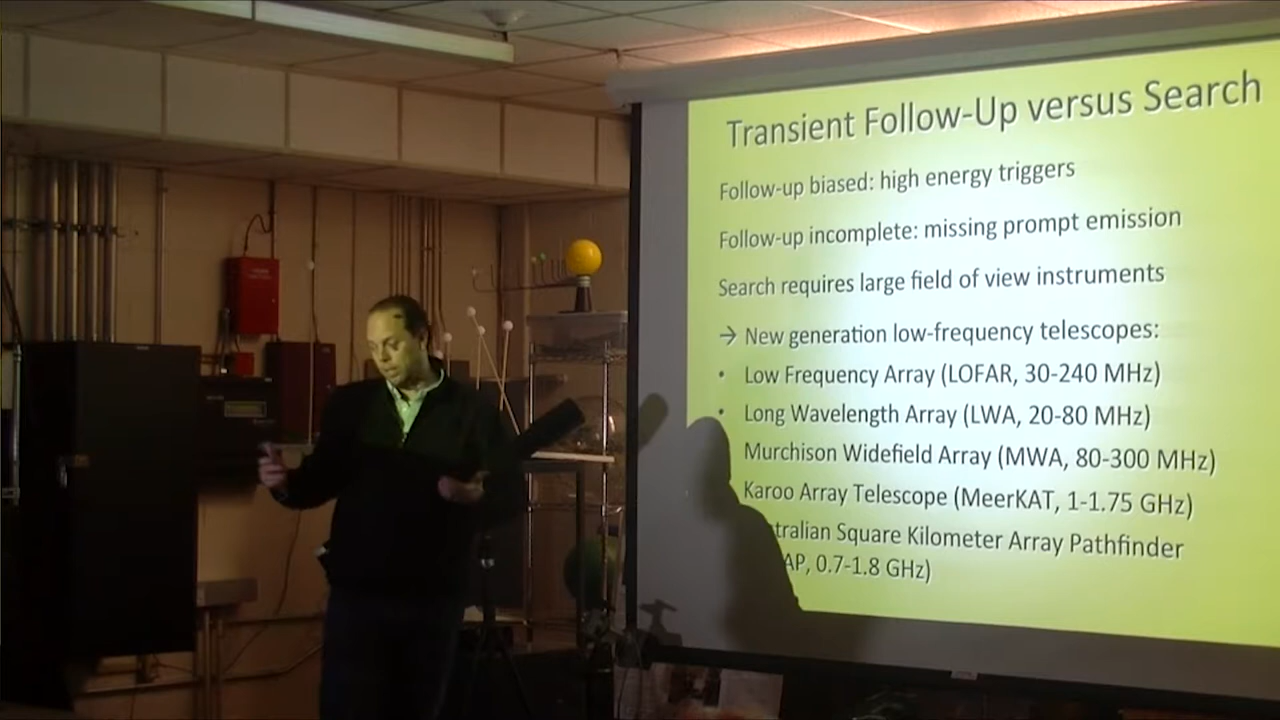 Transient Follow-Up versus Search
Follow-up biased: high energy triggers
Follow-up incomplete: missing prompt emission
Search requires large field of view instruments
→ New generation low-frequency telescopes:
• Low Frequency Array (LOFAR, 30-240 MHz)
• Long Wavelength Array (LWA, 20-80 MHz)
Murchison Widefield Array (MWA, 80-300 MHz)
Karoo Array Telescope (MeerKAT, 1-1.75 GHz)
tralian Square Kilometer Array Pathfinder
AP, 0.7-1.8 GHz)